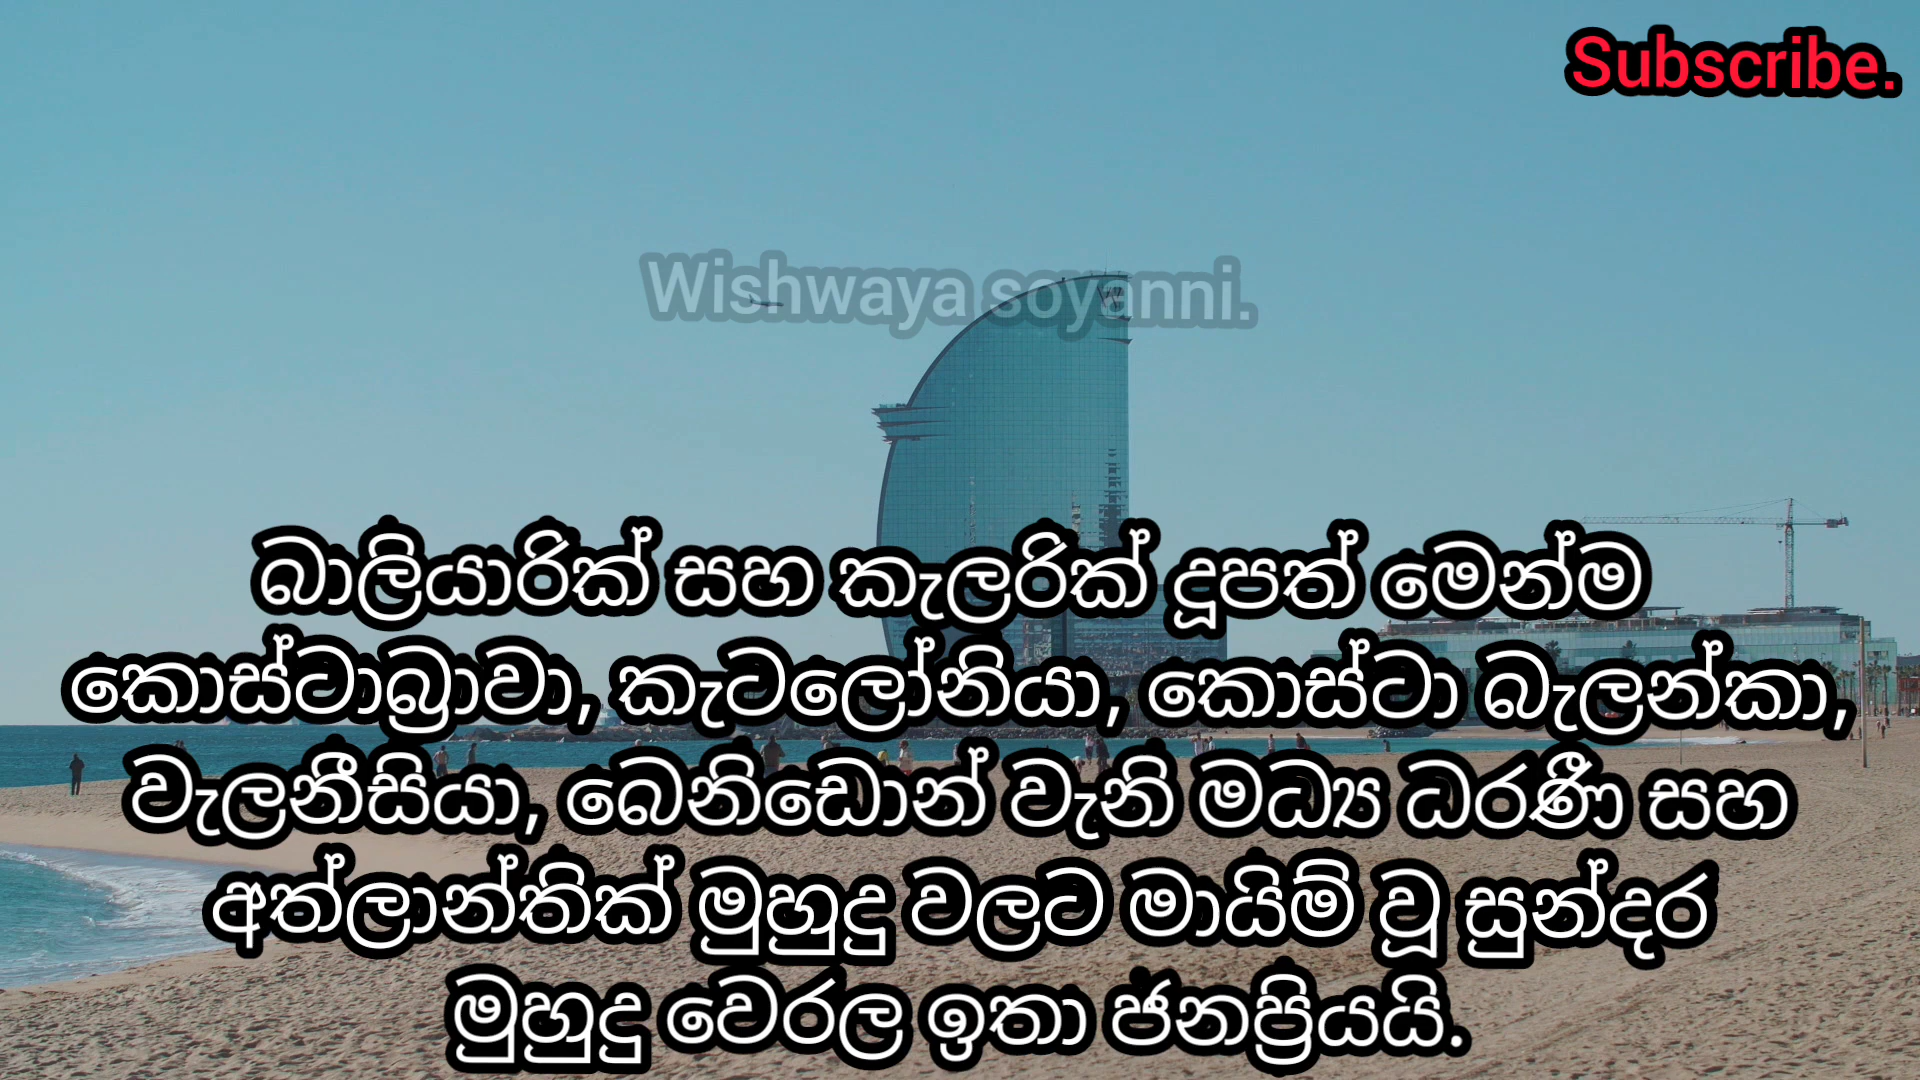 Subscribe.
Wishwaya soyanni.
බාලියාරික් සහ කැලරික් දූපත් මෙන්ම
කොස්ටාබ්‍රාවා, කැටලෝනියා, කොස්ටා බැලන්කා,
වැලනීසියා, බෙනිඩොන් වැනි මධ්‍ය ධරණී සහ
අත්ලාන්තික් මුහුදු වලට මායිම් වූ සුන්දර
මුහුදු වෙරල ඉතා ජනප්‍රියයි.